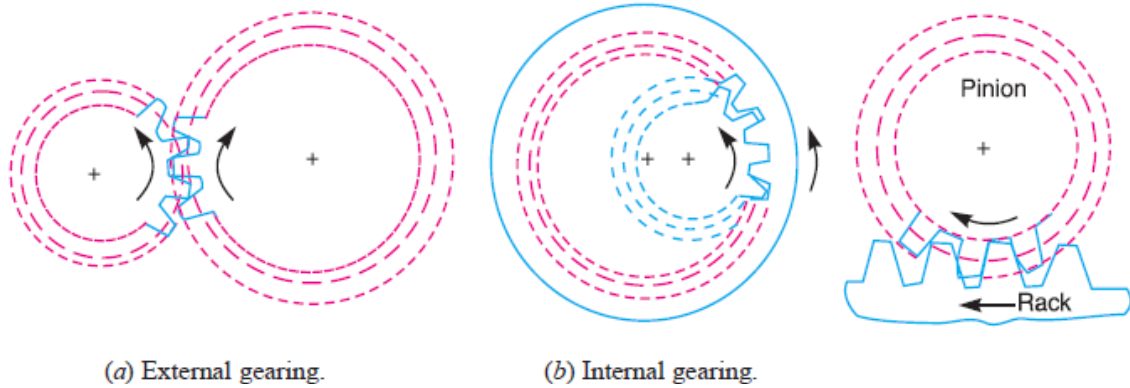 Pinion
Rack
(a) External gearing.
(b) Internal gearing.